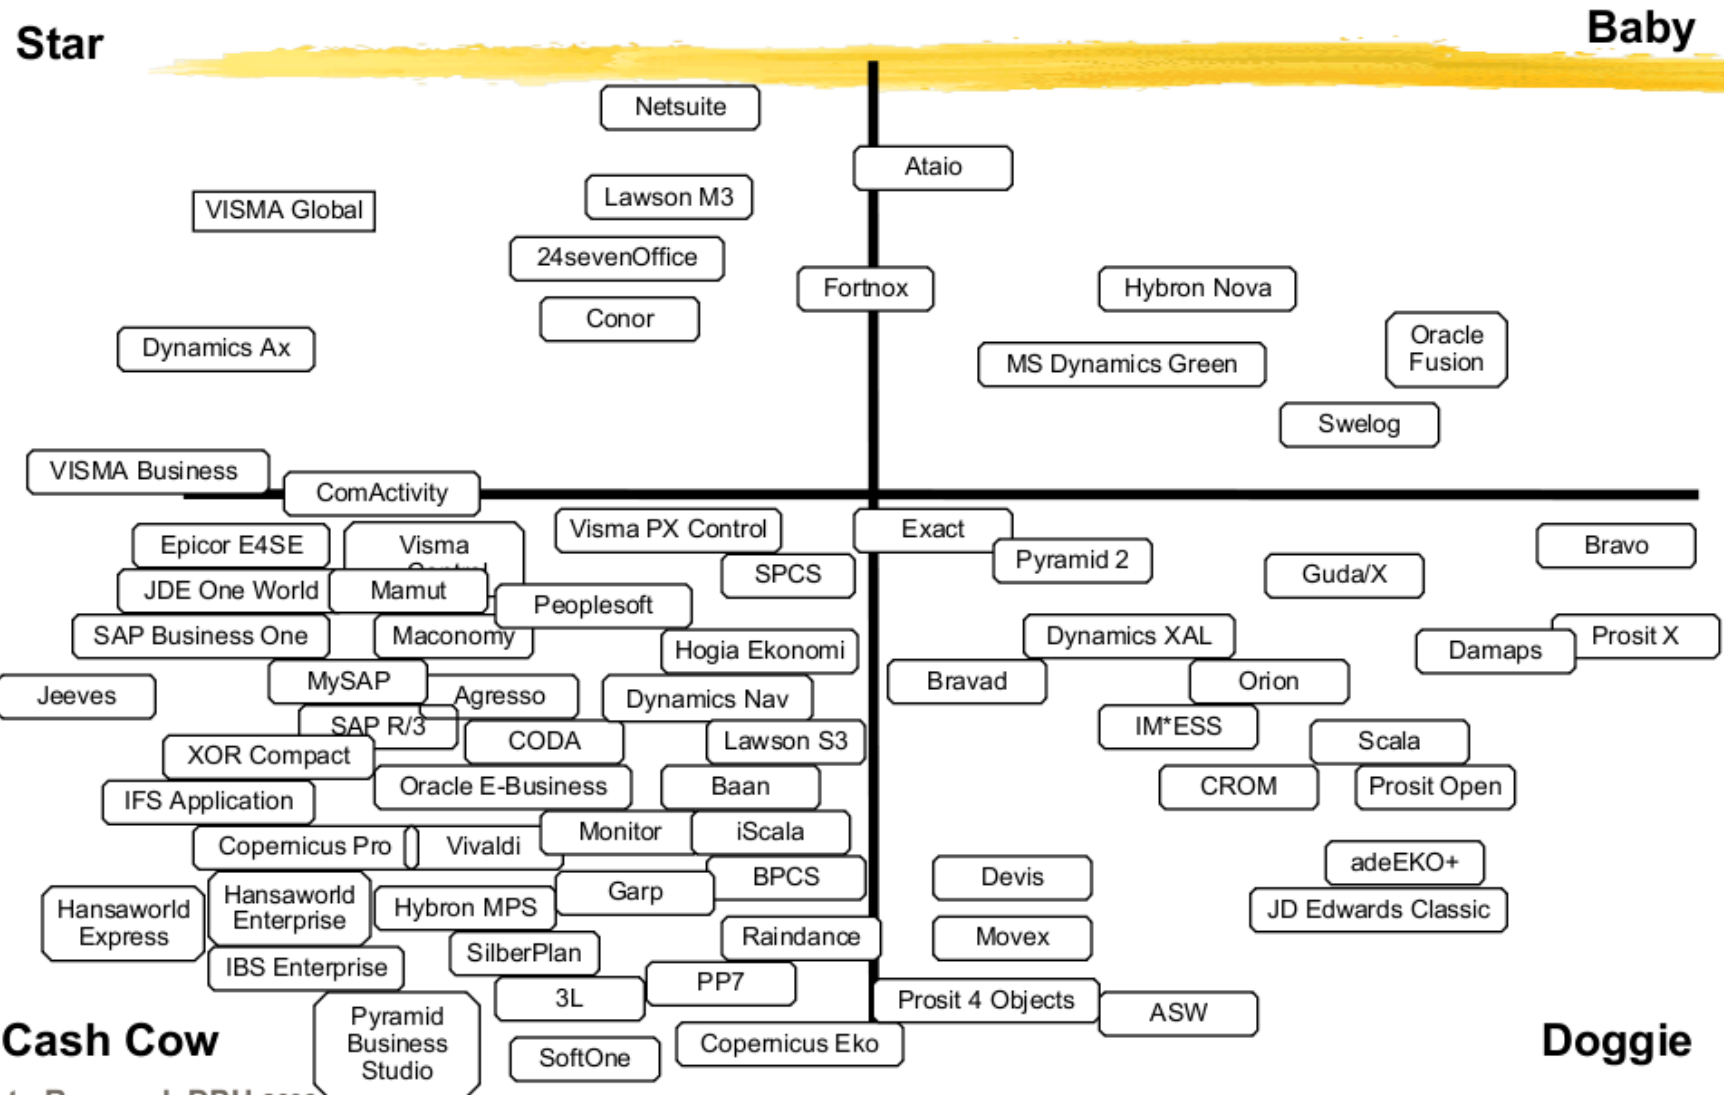 Star
Baby
Netsuite
Ataio
Lawson M3
VISMA Global
24sevenOffice
Fortnox
Hybron Nova
Conor
Dynamics Ax
Oracle
Fusion
MS Dynamics Green
Swelog
VISMA Business
ComActivity
Visma PX Control
Exact
Epicor E4SE
Visma
Control
Bravo
Pyramid 2
SPCS
Guda/X
JDE One World
Mamut
Peoplesoft
SAP Business One
Maconomy
Dynamics XAL
Prosit X
Hogia Ekonomi
Damaps
MySAP
Bravad
Orion
Jeeves
Agresso
Dynamics Nav
SAP R/3
IM*ESS
CODA
Lawson S3
Scala
XOR Compact
Oracle E-Business
Baan
CROM
Prosit Open
IFS Application
Monitor
iScala
Copernicus Pro
Vivaldi
adeEKO+
BPCS
Devis
Garp
Hansaworld
Enterprise
Hybron MPS
Hansaworld
Express
JD Edwards Classic
Raindance
Movex
SilberPlan
IBS Enterprise
PP7
3L
Prosit 4 Objects
ASW
Pyramid
Business
Studio
Cash Cow
Copernicus Eko
Doggie
SoftOne